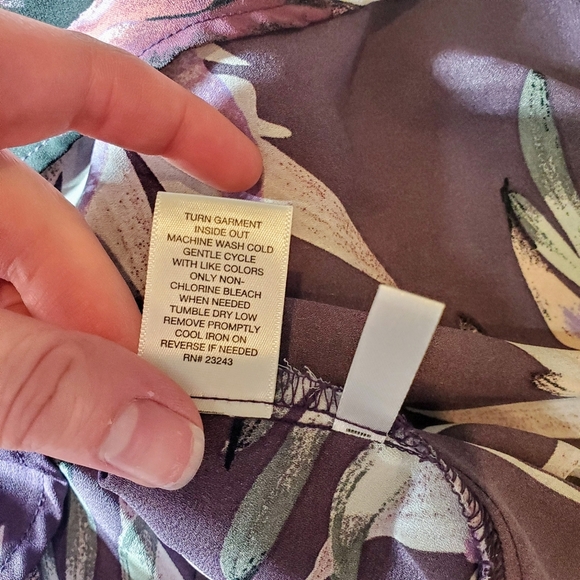 TURN GARMENT
INSIDE OUT
MACHINE WASH COLD
GENTLE CYCLE
WITH LIKE COLORS
ONLY NON-
CHLORINE BLEACH
WHEN NEEDED
TUMBLE DRY LOW
REMOVE PROMPTLY
COOL IRON ON
REVERSE IF NEEDED
RN# 23243